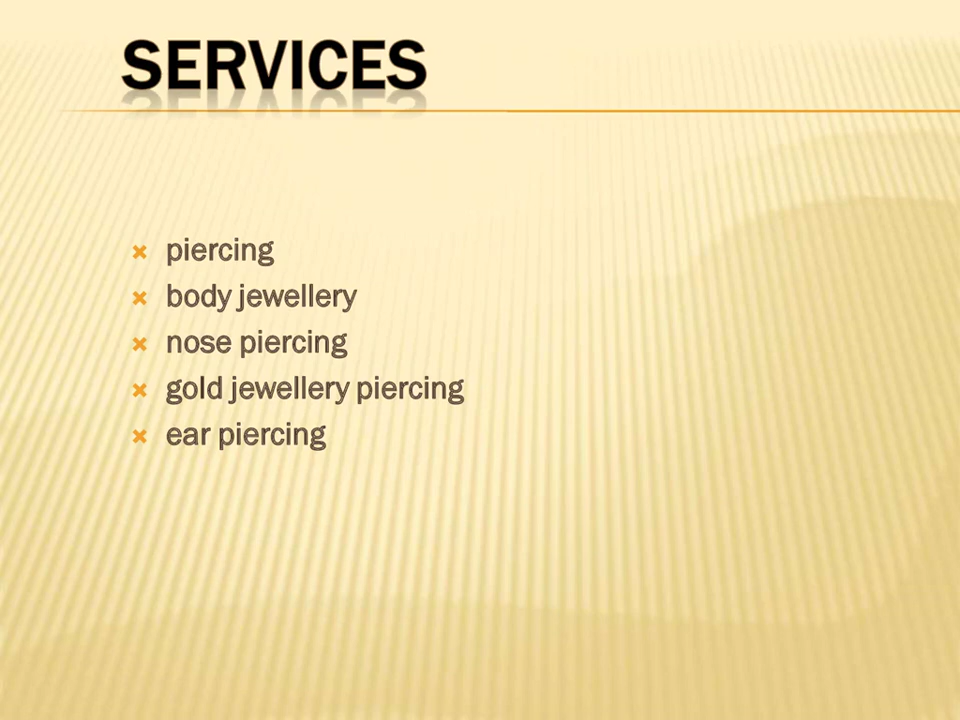 SERVICES
piercing
body jewellery
nose piercing
gold jewellery piercing
ear piercing